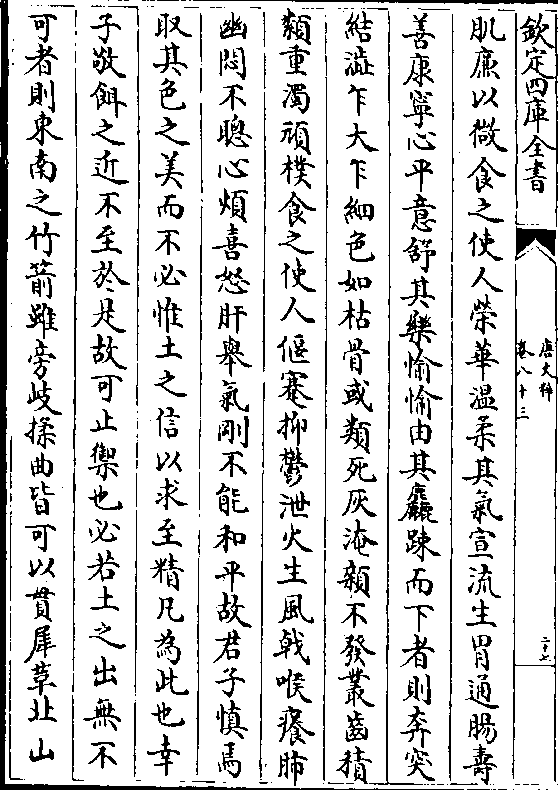 欽定四庫全書
唐文粹
卷八十三
二十七
肌廉以微食之使人榮華溫柔其氣宣流生胃通腸壽
善康寧心平意舒其樂愉愉由其麤踈而下者則奔突
結澁乍大乍細色如枯骨或類死灰淹顇不發叢齒積
纇重濁頑樸食之使人偃蹇抑鬱泄火生風戟喉癢肺
幽悶不聰心煩喜怒肝舉氣剛不能和平故君子慎焉
取其色之美而不必惟土之信以求至精凡為此也幸
子敬餌之近不至於是故可止禦也必若土之出無不
可者則東南之竹箭雖旁岐揉曲皆可以貫犀革北山